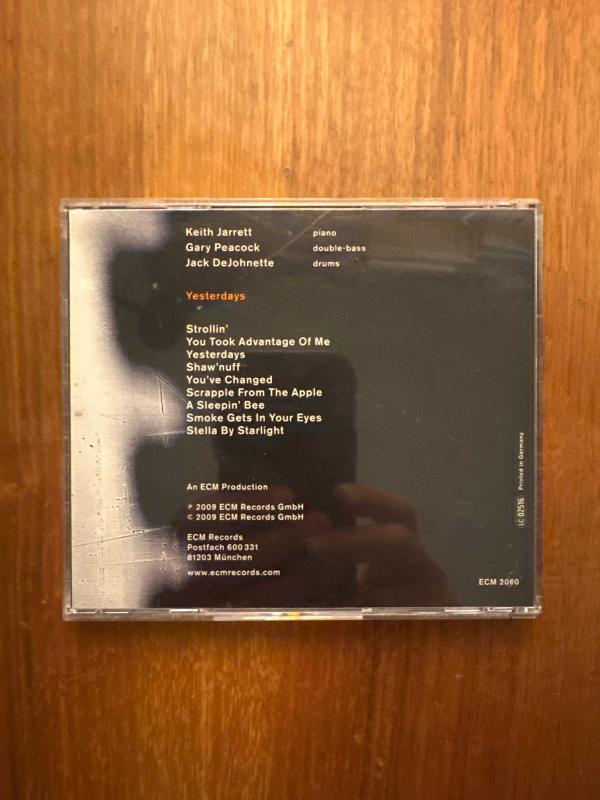 Keith Jarrett piano
Gary Peacock double-bass
Jack DeJohnette drums
Yesterdays
Strollin'
You Took Advantage Of Me
Yesterdays
Shaw'nuff
You've Changed
Scrapple From The Apple
A Sleepin' Bee
Smoke Gets In Your Eyes
Stella By Starlight
An ECM Production
℗ 2009 ECM Records GmbH
© 2009 ECM Records GmbH
ECM Records
Postfach 600 331
81203 München
www.ecmrecords.com
LC 02516 Printed in Germany
ECM 2060